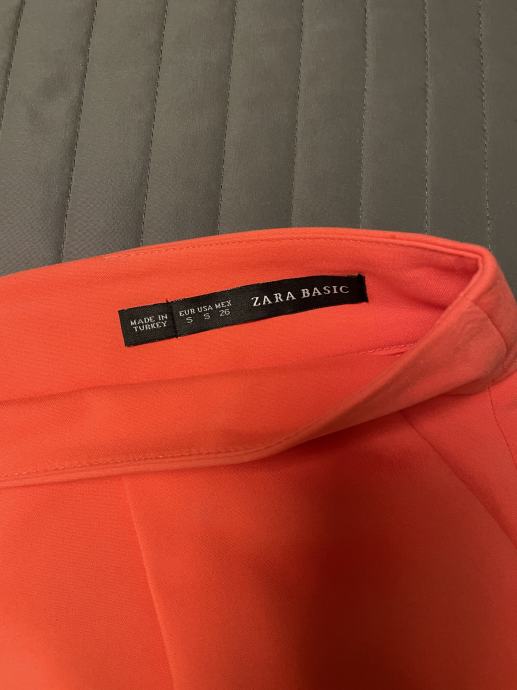 MADE IN
TURKEY
EUR USA MEX
S S 26
ZARA BASIC